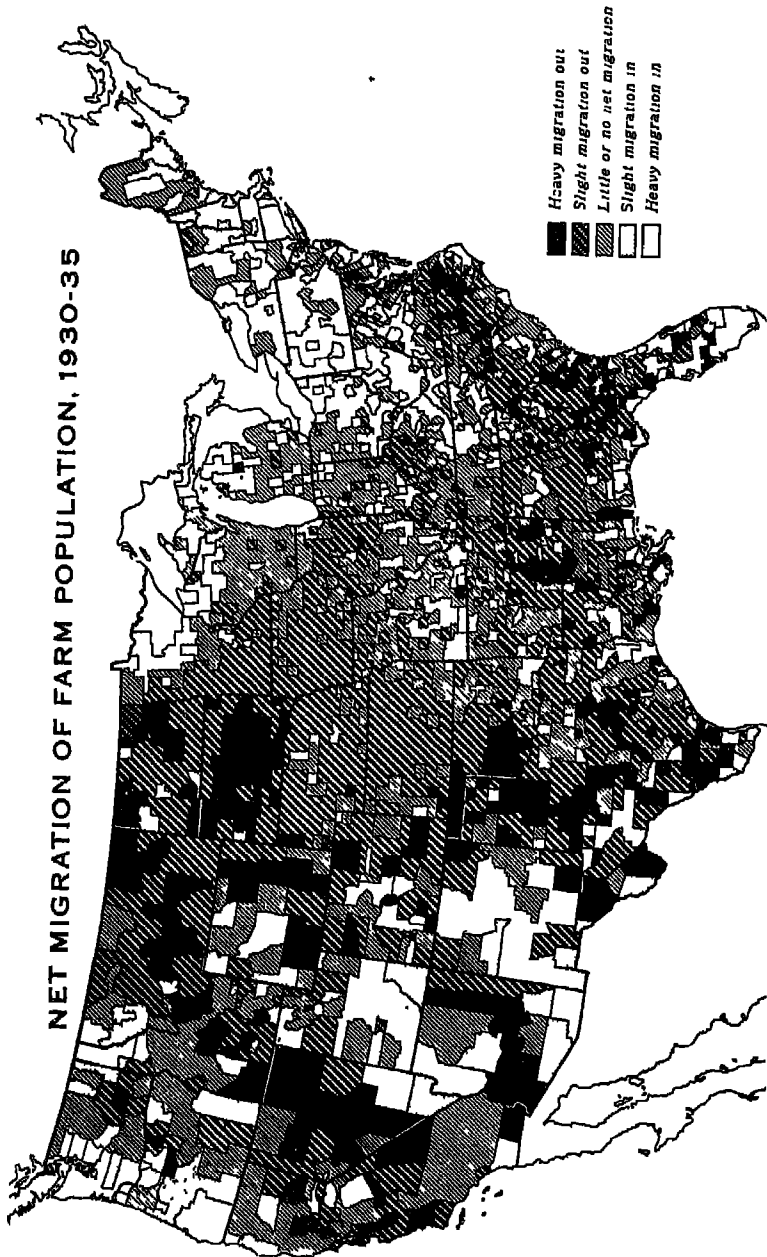 NET MIGRATION OF FARM POPULATION, 1930-35
Heavy migration out
Slight migration out
Little or no net migration
Slight migration in
Heavy migration in